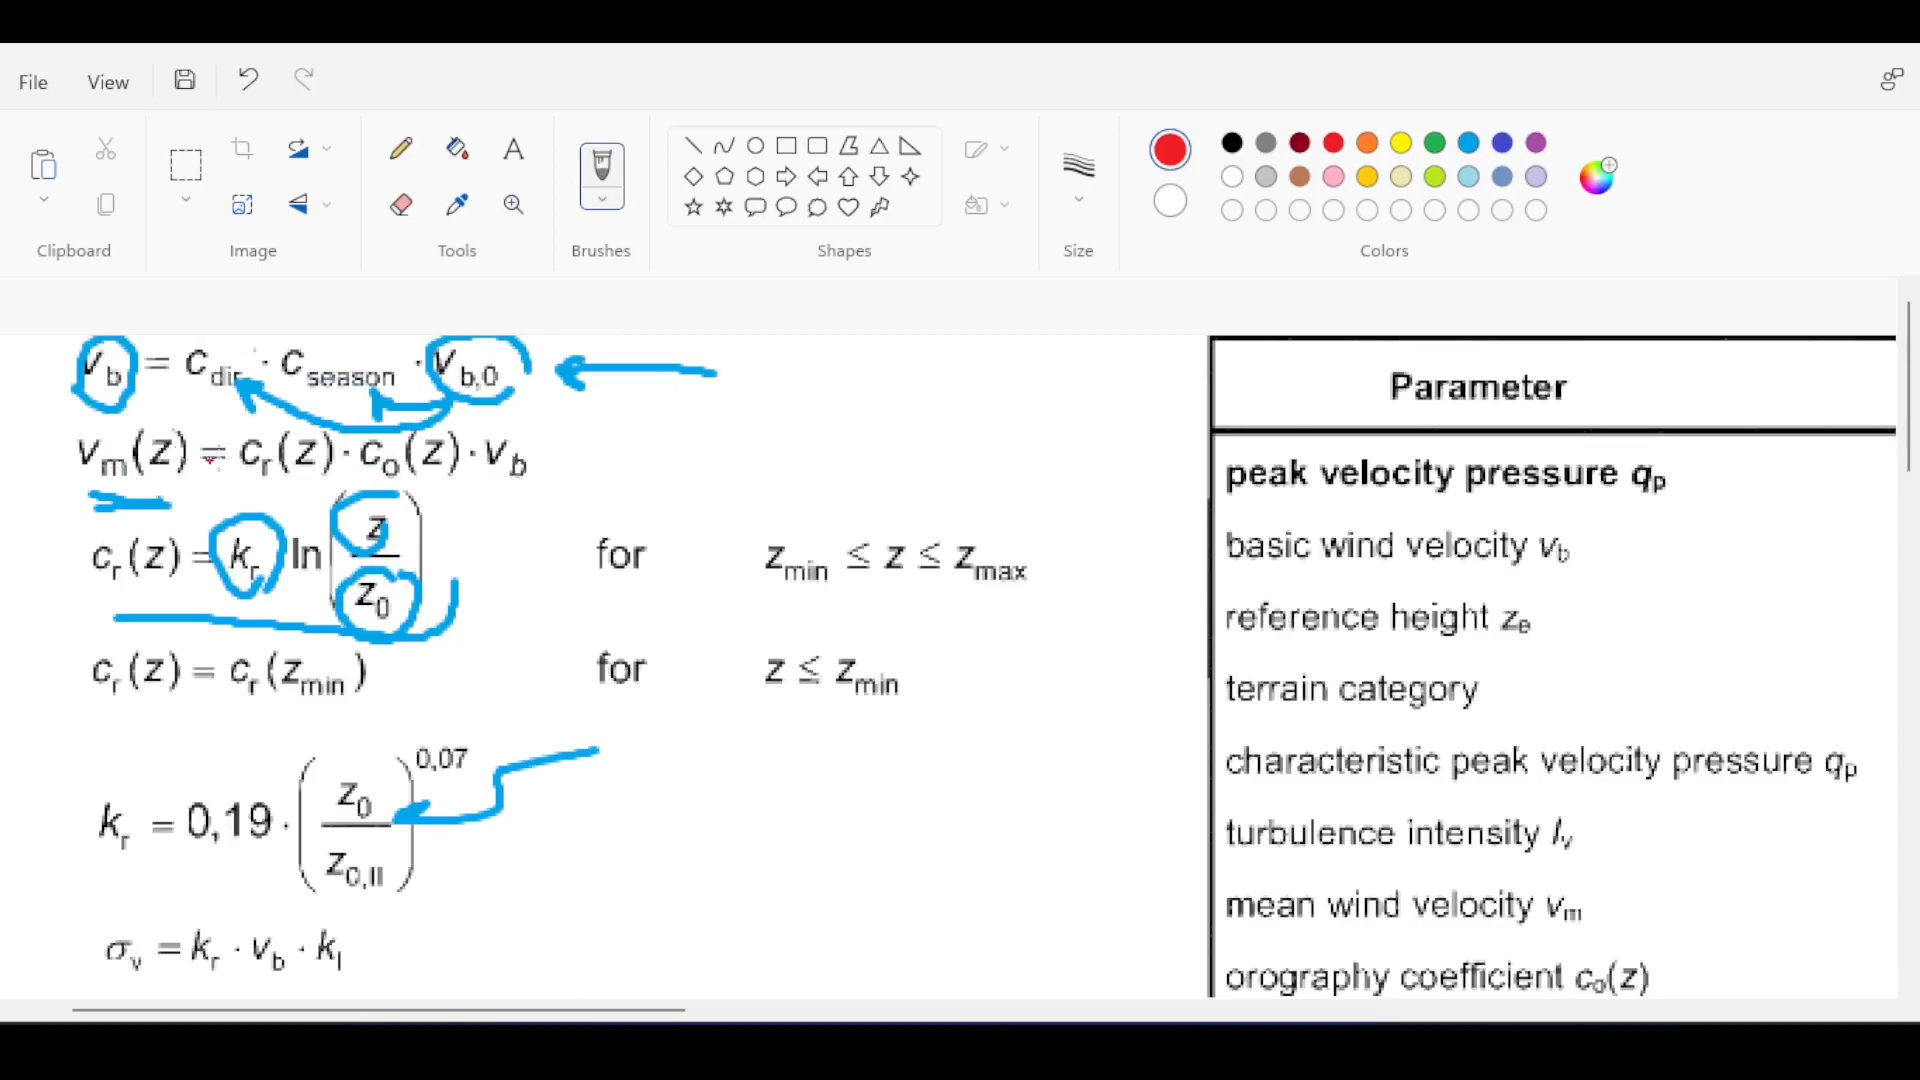 File View
Clipboard Image Tools Brushes Shapes Size Colors
v_b = c_dir · c_season · v_b,0
v_m(z) = c_r(z) · c_o(z) · v_b
c_r(z) = k_r ln(z/z_0) for z_min ≤ z ≤ z_max
c_r(z) = c_r(z_min) for z ≤ z_min
k_r = 0,19 · (z_0/z_0,II)^0,07
σ_v = k_r · v_b · k_I
Parameter
peak velocity pressure q_p
basic wind velocity v_b
reference height z_e
terrain category
characteristic peak velocity pressure q_p
turbulence intensity I_v
mean wind velocity v_m
orography coefficient c_o(z)